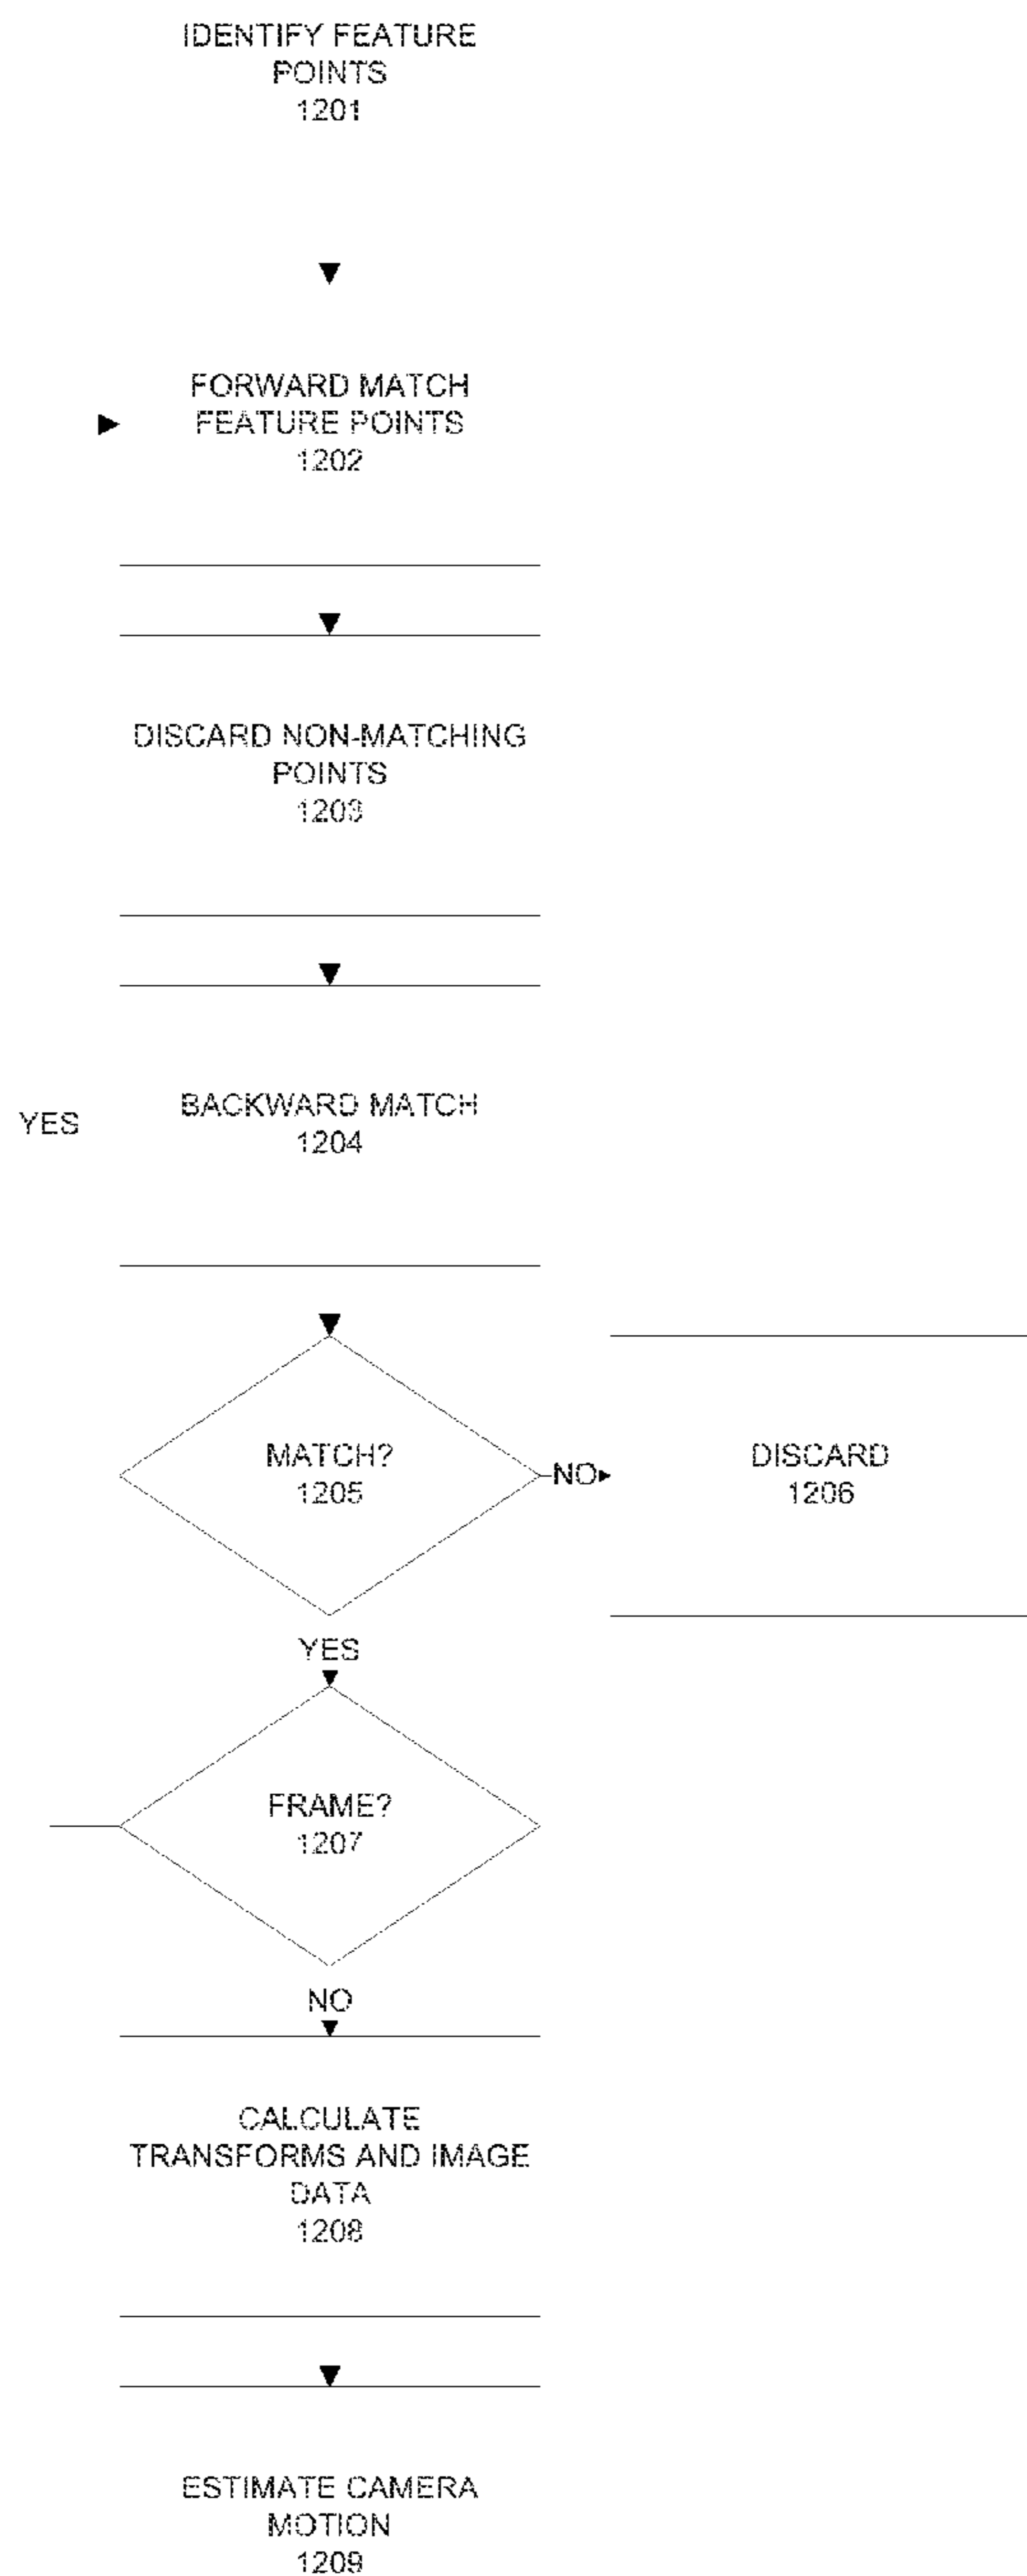 IDENTIFY FEATURE
POINTS
1201
FORWARD MATCH
FEATURE POINTS
1202
DISCARD NON-MATCHING
POINTS
1203
BACKWARD MATCH
1204
YES
MATCH?
1205
NO
DISCARD
1206
YES
FRAME?
1207
NO
CALCULATE
TRANSFORMS AND IMAGE
DATA
1208
ESTIMATE CAMERA
MOTION
1209